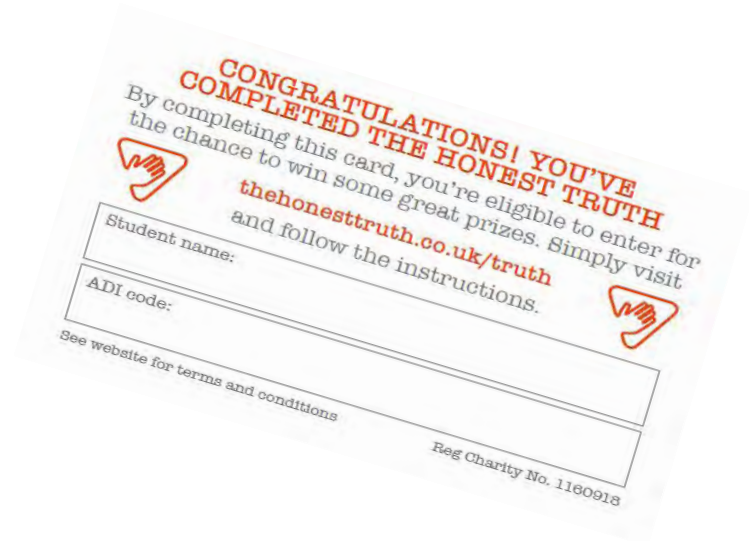 CONGRATULATIONS! YOU'VE
COMPLETED THE HONEST TRUTH
By completing this card, you're eligible to enter for
the chance to win some great prizes. Simply visit
thehonesttruth.co.uk/truth
and follow the instructions.
Student name:
ADI code:
See website for terms and conditions
Reg Charity No. 1160913